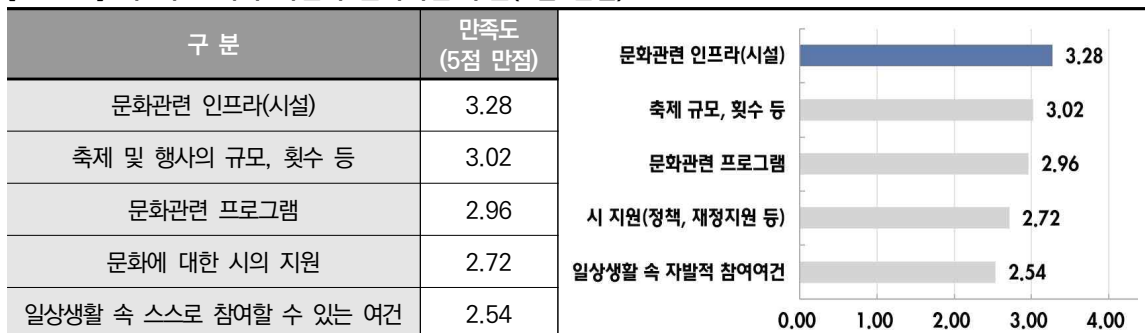 구 분 만족도 (5점 만점)
문화관련 인프라(시설) 3.28
축제 및 행사의 규모, 횟수 등 3.02
문화관련 프로그램 2.96
문화에 대한 시의 지원 2.72
일상생활 속 스스로 참여할 수 있는 여건 2.54
문화관련 인프라(시설) 3.28
축제 규모, 횟수 등 3.02
문화관련 프로그램 2.96
시 지원(정책, 재정지원 등) 2.72
일상생활 속 자발적 참여여건 2.54
0.00 1.00 2.00 3.00 4.00